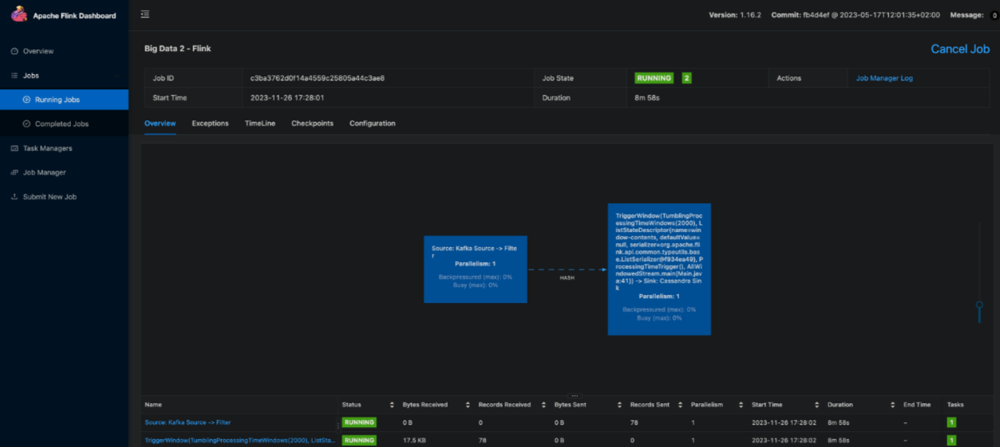 Apache Flink Dashboard
Version: 1.16.2 Commit: fb4d4ef @ 2023-05-17T12:01:35+02:00 Message: 0
Overview
Jobs
Running Jobs
Completed Jobs
Task Managers
Job Manager
Submit New Job
Big Data 2 - Flink
Cancel Job
Job ID c3ba3762d0f14a4559c25805a44c3ae8 Job State RUNNING 2 Actions Job Manager Log
Start Time 2023-11-26 17:28:01 Duration 8m 58s
Overview Exceptions TimeLine Checkpoints Configuration
Source: Kafka Source -> Filte
r
Parallelism: 1
Backpressured (max): 0%
Busy (max): 0%
HASH
TriggerWindow(TumblingProc
essingTimeWindows(2000), L
istStateDescriptor{name=win
dow-contents, defaultValue=
null, serializer=org.apache.fli
nk.api.common.typeutils.bas
e.ListSerializer@f934ea49}, P
rocessingTimeTrigger(), AllWi
ndowedStream.main(Main.jav
a:41)) -> Sink: Cassandra Sin
k
Parallelism: 1
Backpressured (max): 0%
Busy (max): 0%
Name Status Bytes Received Records Received Bytes Sent Records Sent Parallelism Start Time Duration End Time Tasks
Source: Kafka Source -> Filter RUNNING 0 B 0 0 B 78 1 2023-11-26 17:28:02 8m 58s – 1
TriggerWindow(TumblingProcessingTimeWindows(2000), ListSta... RUNNING 17.5 KB 78 0 B 0 1 2023-11-26 17:28:02 8m 58s – 1